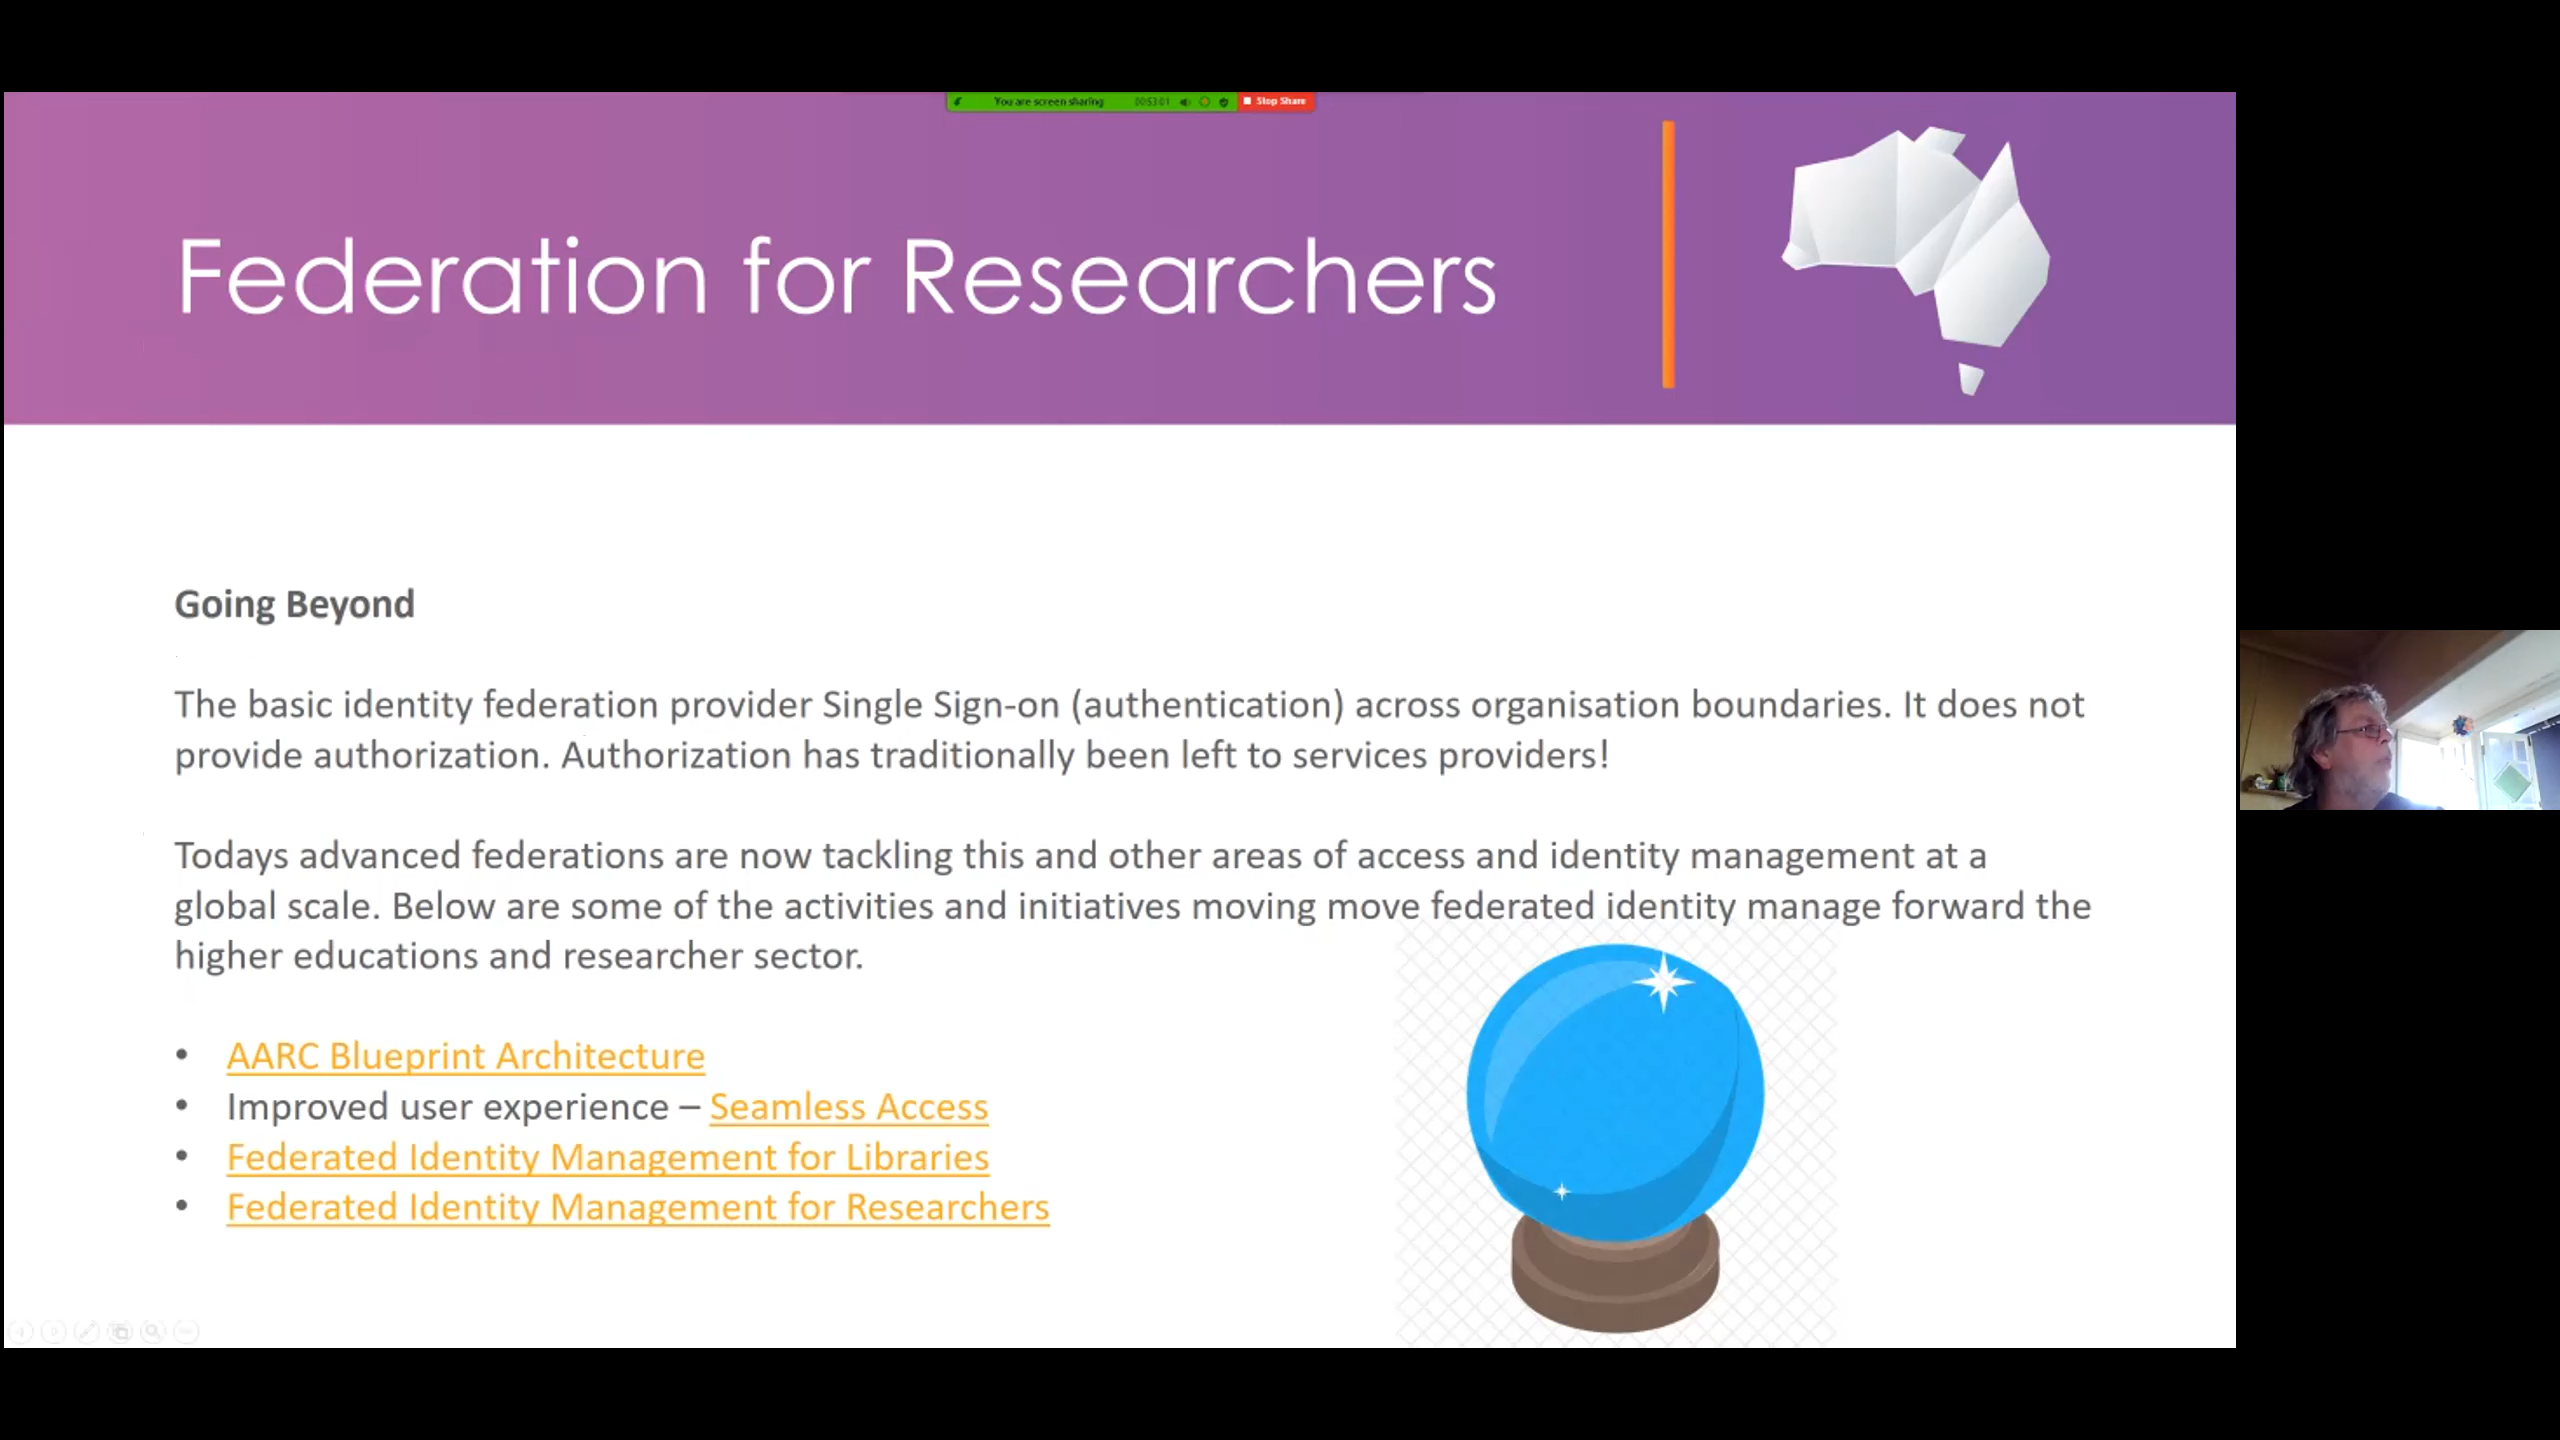 You are screen sharing 00:53:01 Stop Share
Federation for Researchers
Going Beyond
The basic identity federation provider Single Sign-on (authentication) across organisation boundaries. It does not
provide authorization. Authorization has traditionally been left to services providers!
Todays advanced federations are now tackling this and other areas of access and identity management at a
global scale. Below are some of the activities and initiatives moving move federated identity manage forward the
higher educations and researcher sector.
• AARC Blueprint Architecture
• Improved user experience – Seamless Access
• Federated Identity Management for Libraries
• Federated Identity Management for Researchers